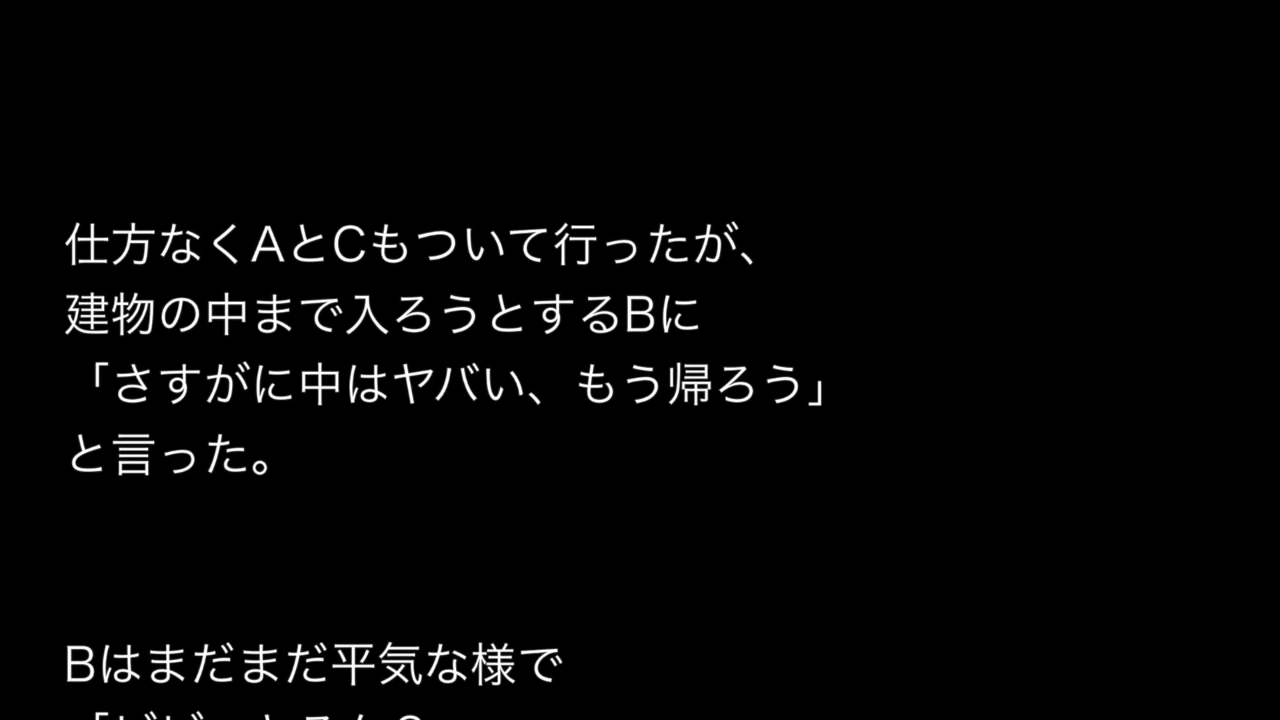 仕方なくAとCもついて行ったが、
建物の中まで入ろうとするBに
「さすがに中はヤバい、もう帰ろう」
と言った。
Bはまだまだ平気な様で